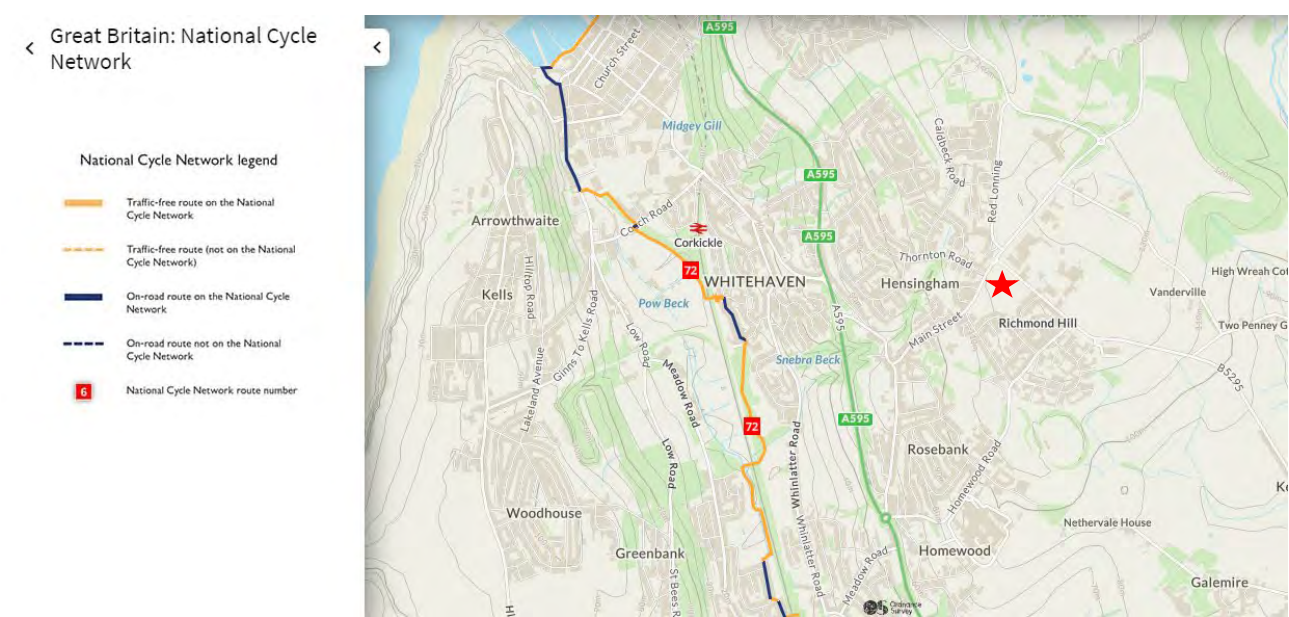 Great Britain: National Cycle
Network
National Cycle Network legend
Traffic-free route on the National
Cycle Network
Traffic-free route (not on the National
Cycle Network)
On-road route on the National Cycle
Network
On-road route not on the National
Cycle Network
6
National Cycle Network route number
A595
Church Street
Midgey Gill
Caldbeck Road
A595
Red Lonning
Arrowthwaite
Coach Road
Corkickle
A595
Thornton Road
72
WHITEHAVEN
Hensingham
High Wreah Cot
Vanderville
Hilltop Road
Kells
Pow Beck
A595
Main Street
Richmond Hill
Two Penney G
Ginns To Kells Road
Low Road
Snebra Beck
Lakeland Avenue
Meadow Road
B5295
72
A595
Whinlatter Road
Low Road
Rosebank
Homewood Road
Ke
Woodhouse
Nethervale House
Whinlatter Road
Greenbank
Meadow Road
Homewood
St Bees R
Galemire
Hi
OS Ordnance
Survey